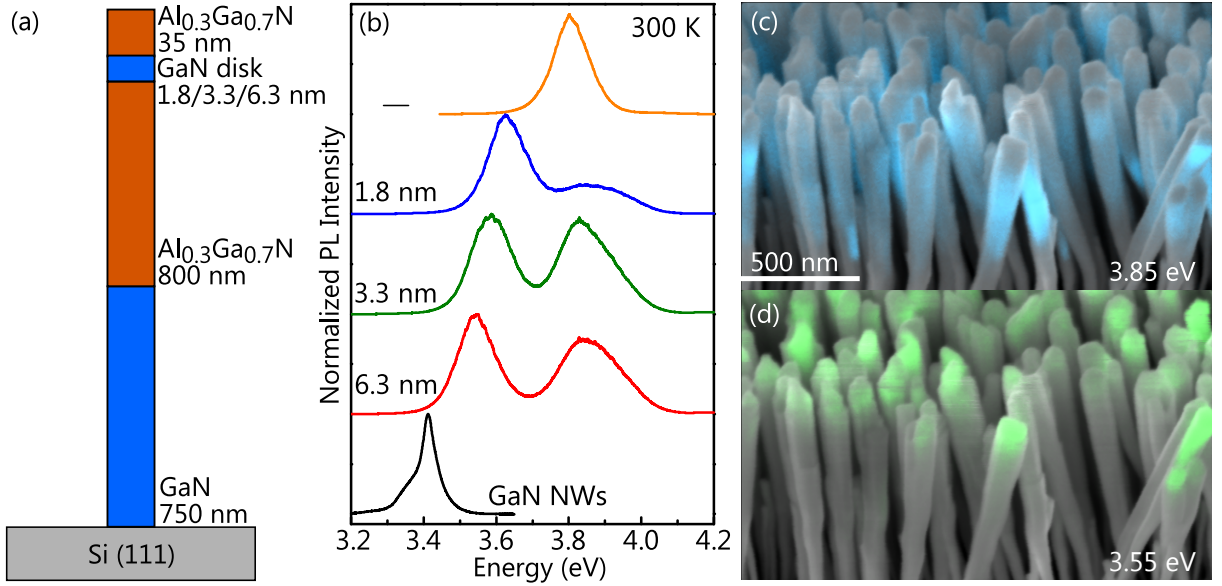 (a)
Al0.3Ga0.7N
35 nm
GaN disk
1.8/3.3/6.3 nm
Al0.3Ga0.7N
800 nm
GaN
750 nm
Si (111)
(b)
300 K
—
1.8 nm
3.3 nm
6.3 nm
GaN NWs
Normalized PL Intensity
3.2 3.4 3.6 3.8 4.0 4.2
Energy (eV)
(c)
500 nm
3.85 eV
(d)
3.55 eV